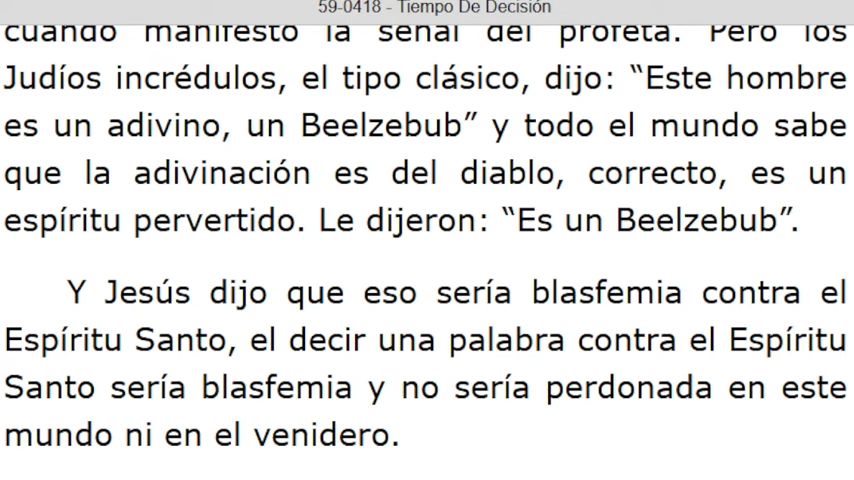 59-0418 - Tiempo De Decisión
cuando manifestó la señal del profeta. Pero los
Judíos incrédulos, el tipo clásico, dijo: “Este hombre
es un adivino, un Beelzebub” y todo el mundo sabe
que la adivinación es del diablo, correcto, es un
espíritu pervertido. Le dijeron: “Es un Beelzebub”.
Y Jesús dijo que eso sería blasfemia contra el
Espíritu Santo, el decir una palabra contra el Espíritu
Santo sería blasfemia y no sería perdonada en este
mundo ni en el venidero.